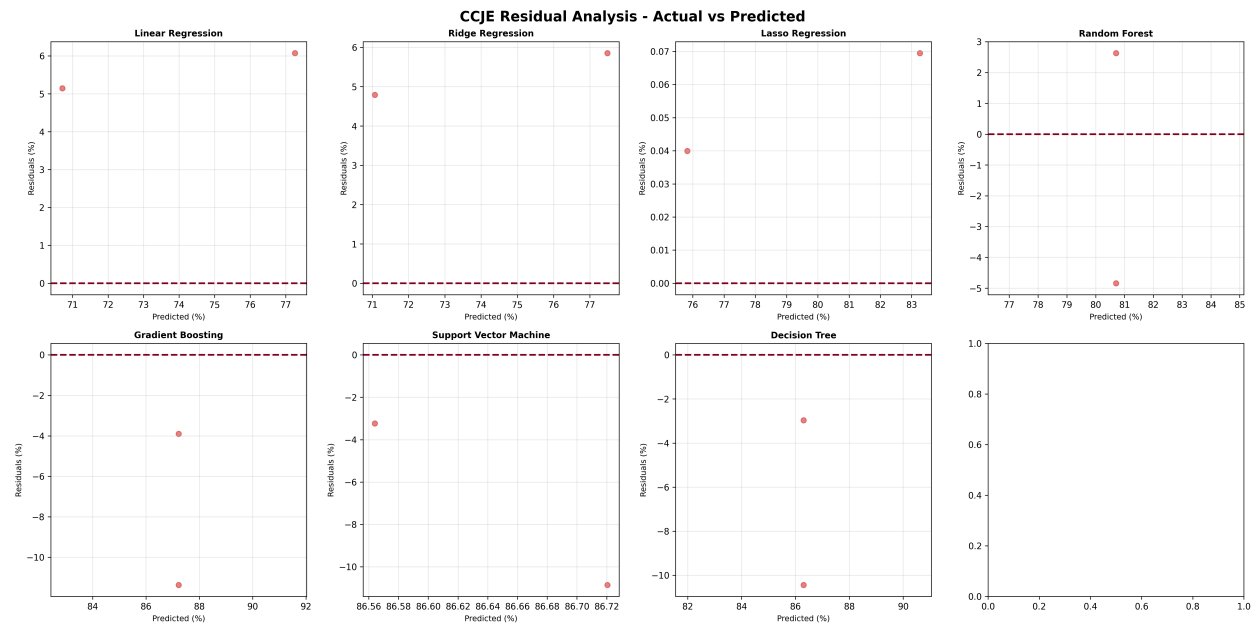 CCJE Residual Analysis - Actual vs Predicted
Linear Regression
Residuals (%)
6
5
4
3
2
1
0
71 72 73 74 75 76 77
Predicted (%)
Ridge Regression
Residuals (%)
6
5
4
3
2
1
0
71 72 73 74 75 76 77
Predicted (%)
Lasso Regression
Residuals (%)
0.07
0.06
0.05
0.04
0.03
0.02
0.01
0.00
76 77 78 79 80 81 82 83
Predicted (%)
Random Forest
Residuals (%)
3
2
1
0
−1
−2
−3
−4
−5
77 78 79 80 81 82 83 84 85
Predicted (%)
Gradient Boosting
Residuals (%)
0
−2
−4
−6
−8
−10
84 86 88 90 92
Predicted (%)
Support Vector Machine
Residuals (%)
0
−2
−4
−6
−8
−10
86.56 86.58 86.60 86.62 86.64 86.66 86.68 86.70 86.72
Predicted (%)
Decision Tree
Residuals (%)
0
−2
−4
−6
−8
−10
82 84 86 88 90
Predicted (%)
1.0
0.8
0.6
0.4
0.2
0.0
0.0 0.2 0.4 0.6 0.8 1.0